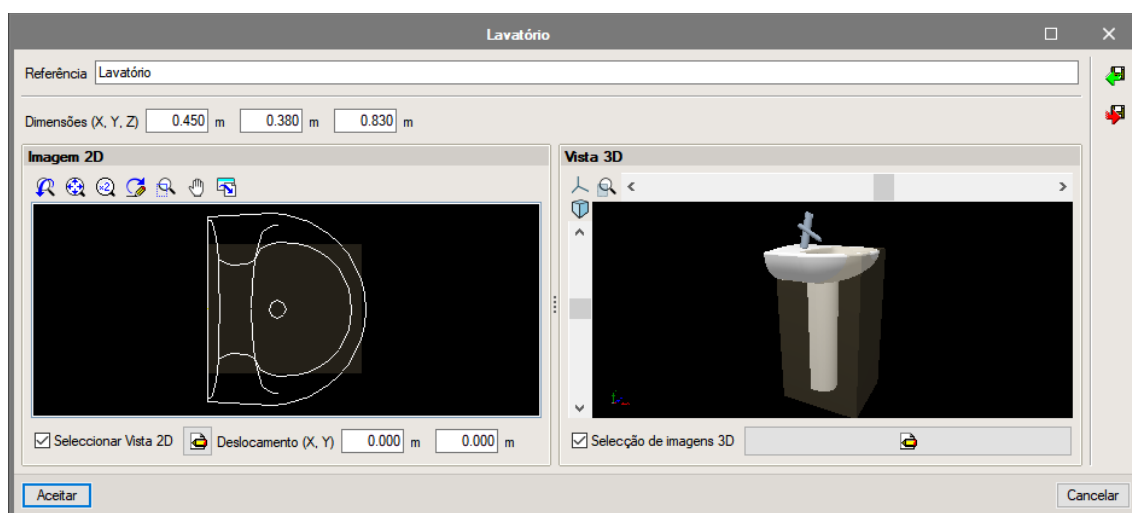 Lavatório
Referência Lavatório
Dimensões (X, Y, Z) 0.450 m 0.380 m 0.830 m
Imagem 2D
Vista 3D
x2
Seleccionar Vista 2D Deslocamento (X, Y) 0.000 m 0.000 m
Selecção de imagens 3D
Aceitar
Cancelar